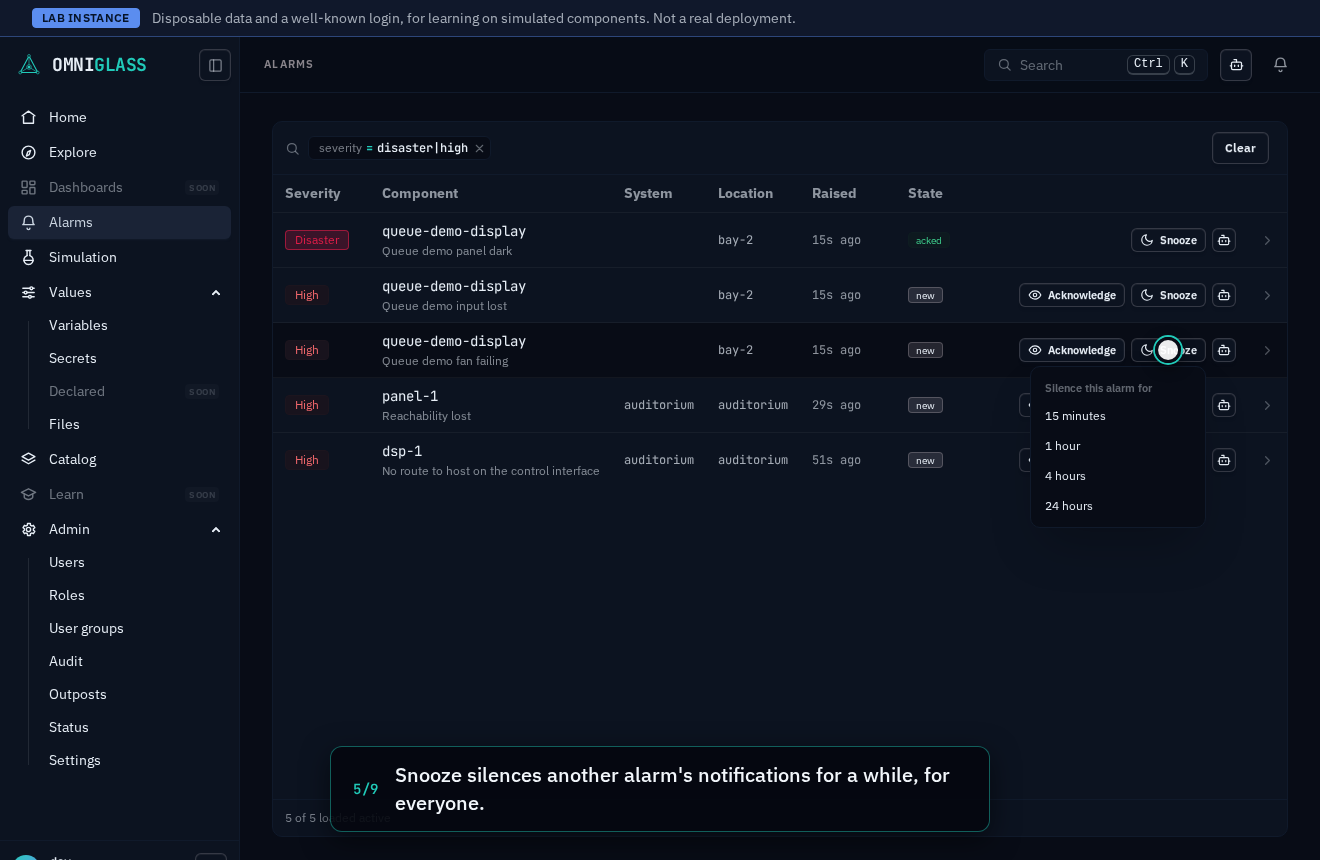 LAB INSTANCE Disposable data and a well-known login, for learning on simulated components. Not a real deployment.
OMNIGLASS
ALARMS
Search Ctrl K
Home
Explore
Dashboards SOON
Alarms
Simulation
Values
Variables
Secrets
Declared SOON
Files
Catalog
Learn SOON
Admin
Users
Roles
User groups
Audit
Outposts
Status
Settings
severity = disaster|high
Clear
Severity Component System Location Raised State
Disaster queue-demo-display bay-2 15s ago acked Snooze
Queue demo panel dark
High queue-demo-display bay-2 15s ago new Acknowledge Snooze
Queue demo input lost
High queue-demo-display bay-2 15s ago new Acknowledge
Queue demo fan failing
High panel-1 auditorium auditorium 29s ago new
Reachability lost
High dsp-1 auditorium auditorium 51s ago new
No route to host on the control interface
Silence this alarm for
15 minutes
1 hour
4 hours
24 hours
5/9 Snooze silences another alarm's notifications for a while, for
everyone.
5 of 5 loaded active